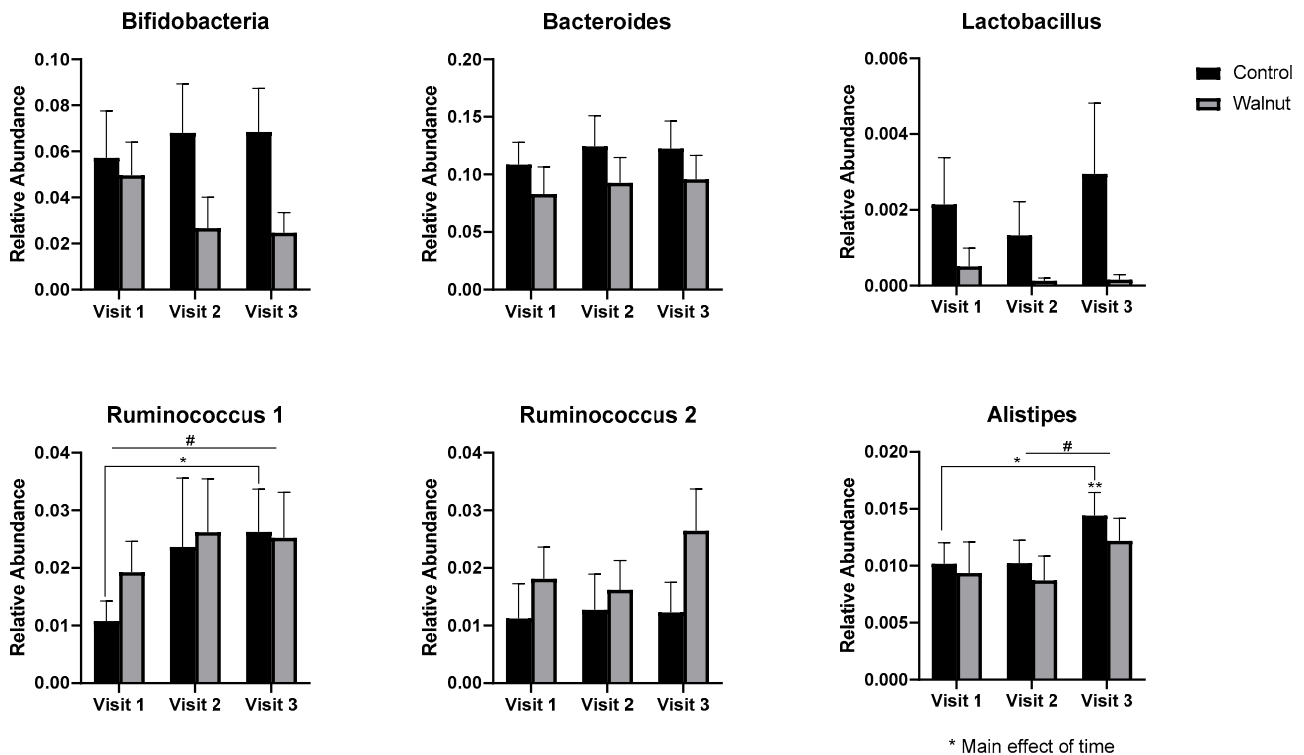 Bifidobacteria
Relative Abundance
0.10
0.08
0.06
0.04
0.02
0.00
Visit 1 Visit 2 Visit 3
Bacteroides
Relative Abundance
0.20
0.15
0.10
0.05
0.00
Visit 1 Visit 2 Visit 3
Lactobacillus
Relative Abundance
0.006
0.004
0.002
0.000
Visit 1 Visit 2 Visit 3
Control
Walnut
Ruminococcus 1
Relative Abundance
0.04
0.03
0.02
0.01
0.00
#
*
Visit 1 Visit 2 Visit 3
Ruminococcus 2
Relative Abundance
0.04
0.03
0.02
0.01
0.00
Visit 1 Visit 2 Visit 3
Alistipes
Relative Abundance
0.020
0.015
0.010
0.005
0.000
#
*
**
Visit 1 Visit 2 Visit 3
* Main effect of time